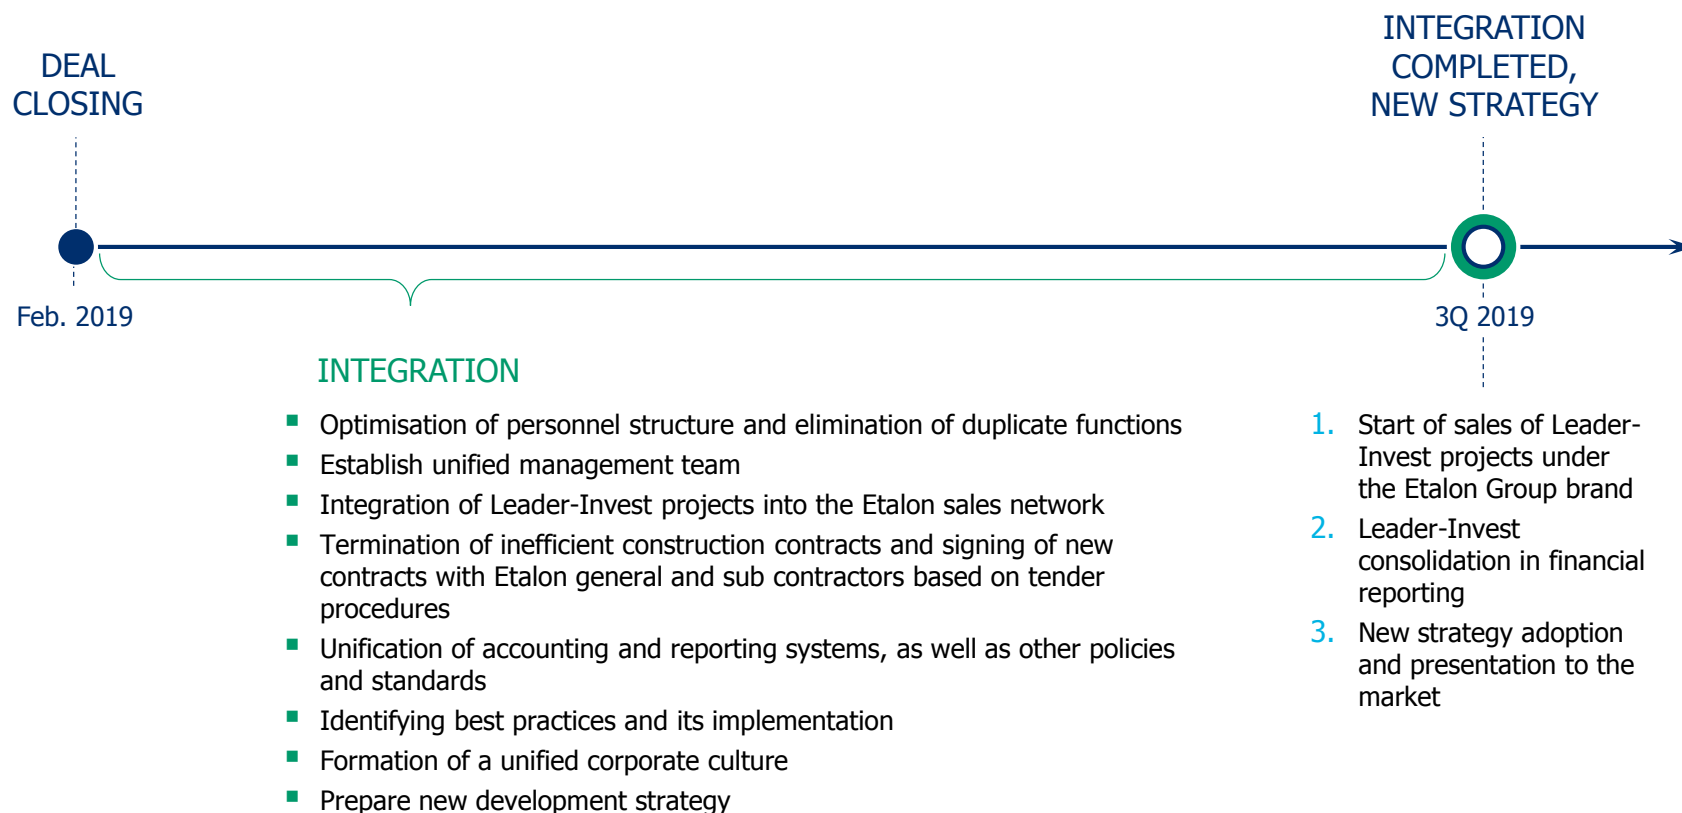 DEAL
CLOSING
INTEGRATION
COMPLETED,
NEW STRATEGY
Feb. 2019
3Q 2019
INTEGRATION
▪ Optimisation of personnel structure and elimination of duplicate functions
▪ Establish unified management team
▪ Integration of Leader-Invest projects into the Etalon sales network
▪ Termination of inefficient construction contracts and signing of new
contracts with Etalon general and sub contractors based on tender
procedures
▪ Unification of accounting and reporting systems, as well as other policies
and standards
▪ Identifying best practices and its implementation
▪ Formation of a unified corporate culture
▪ Prepare new development strategy
1. Start of sales of Leader-
Invest projects under
the Etalon Group brand
2. Leader-Invest
consolidation in financial
reporting
3. New strategy adoption
and presentation to the
market